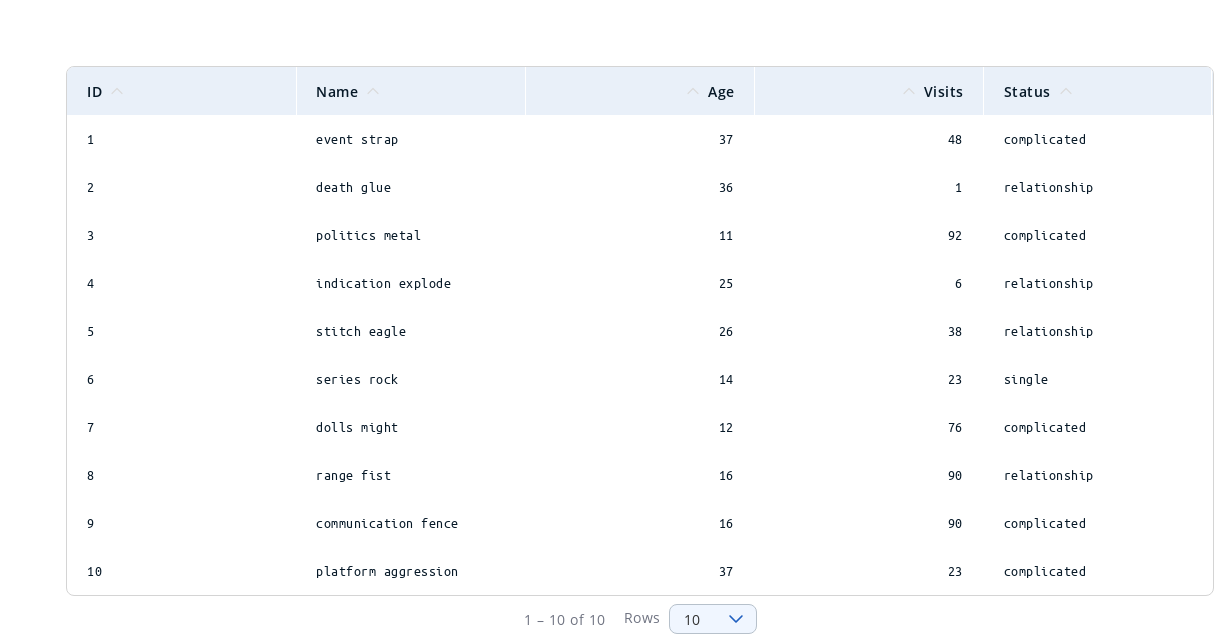 ID Name Age Visits Status
1 event strap 37 48 complicated
2 death glue 36 1 relationship
3 politics metal 11 92 complicated
4 indication explode 25 6 relationship
5 stitch eagle 26 38 relationship
6 series rock 14 23 single
7 dolls might 12 76 complicated
8 range fist 16 90 relationship
9 communication fence 16 90 complicated
10 platform aggression 37 23 complicated
1 – 10 of 10 Rows 10